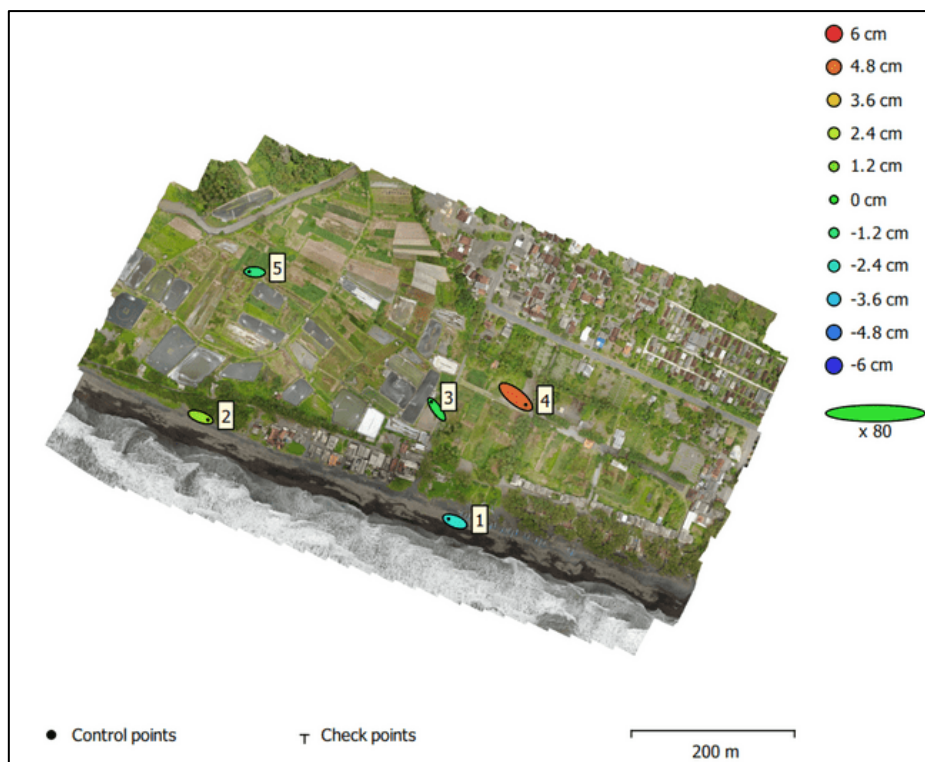 6 cm
4.8 cm
3.6 cm
2.4 cm
1.2 cm
0 cm
-1.2 cm
-2.4 cm
-3.6 cm
-4.8 cm
-6 cm
x 80
5
3
4
2
1
Control points
Check points
200 m